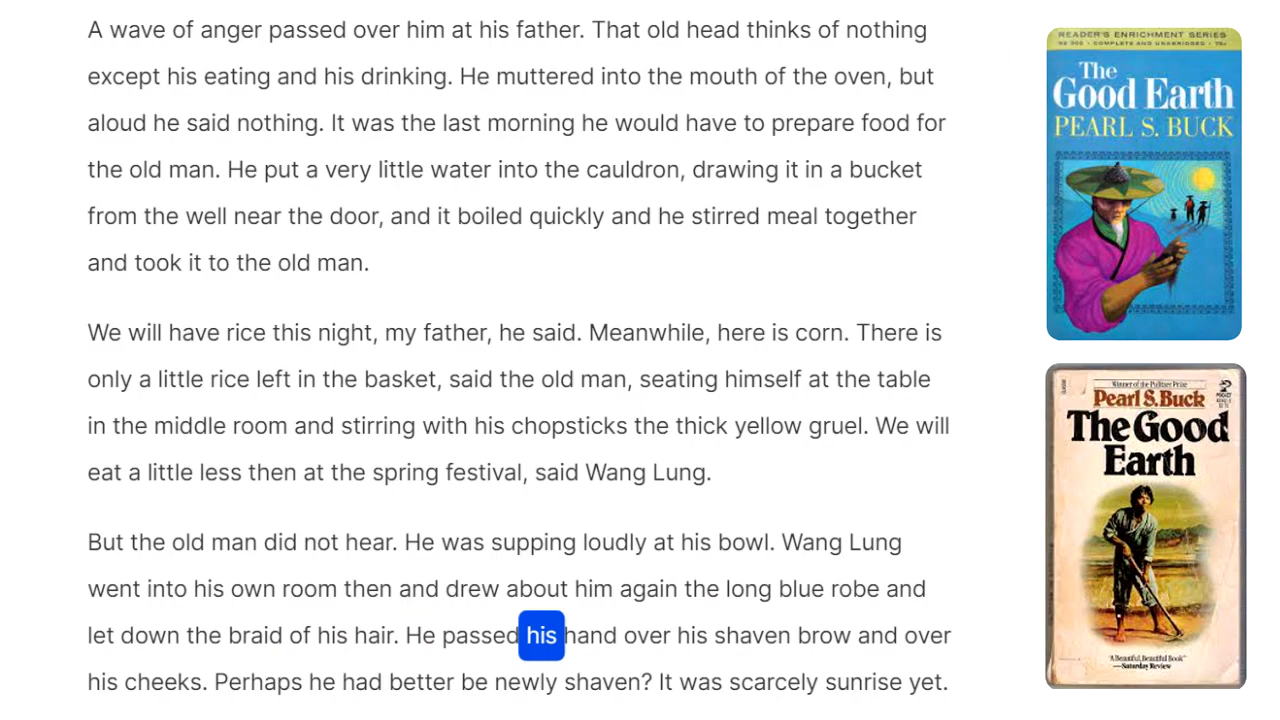 A wave of anger passed over him at his father. That old head thinks of nothing
except his eating and his drinking. He muttered into the mouth of the oven, but
aloud he said nothing. It was the last morning he would have to prepare food for
the old man. He put a very little water into the cauldron, drawing it in a bucket
from the well near the door, and it boiled quickly and he stirred meal together
and took it to the old man.
We will have rice this night, my father, he said. Meanwhile, here is corn. There is
only a little rice left in the basket, said the old man, seating himself at the table
in the middle room and stirring with his chopsticks the thick yellow gruel. We will
eat a little less then at the spring festival, said Wang Lung.
But the old man did not hear. He was supping loudly at his bowl. Wang Lung
went into his own room then and drew about him again the long blue robe and
let down the braid of his hair. He passed his hand over his shaven brow and over
his cheeks. Perhaps he had better be newly shaven? It was scarcely sunrise yet.
READER'S ENRICHMENT SERIES
COMPLETE AND UNABRIDGED
The
Good Earth
PEARL S. BUCK
Winner of the Pulitzer Prize
Pearl S. Buck
The Good
Earth
"A Beautiful, Beautiful Book"
—Saturday Review